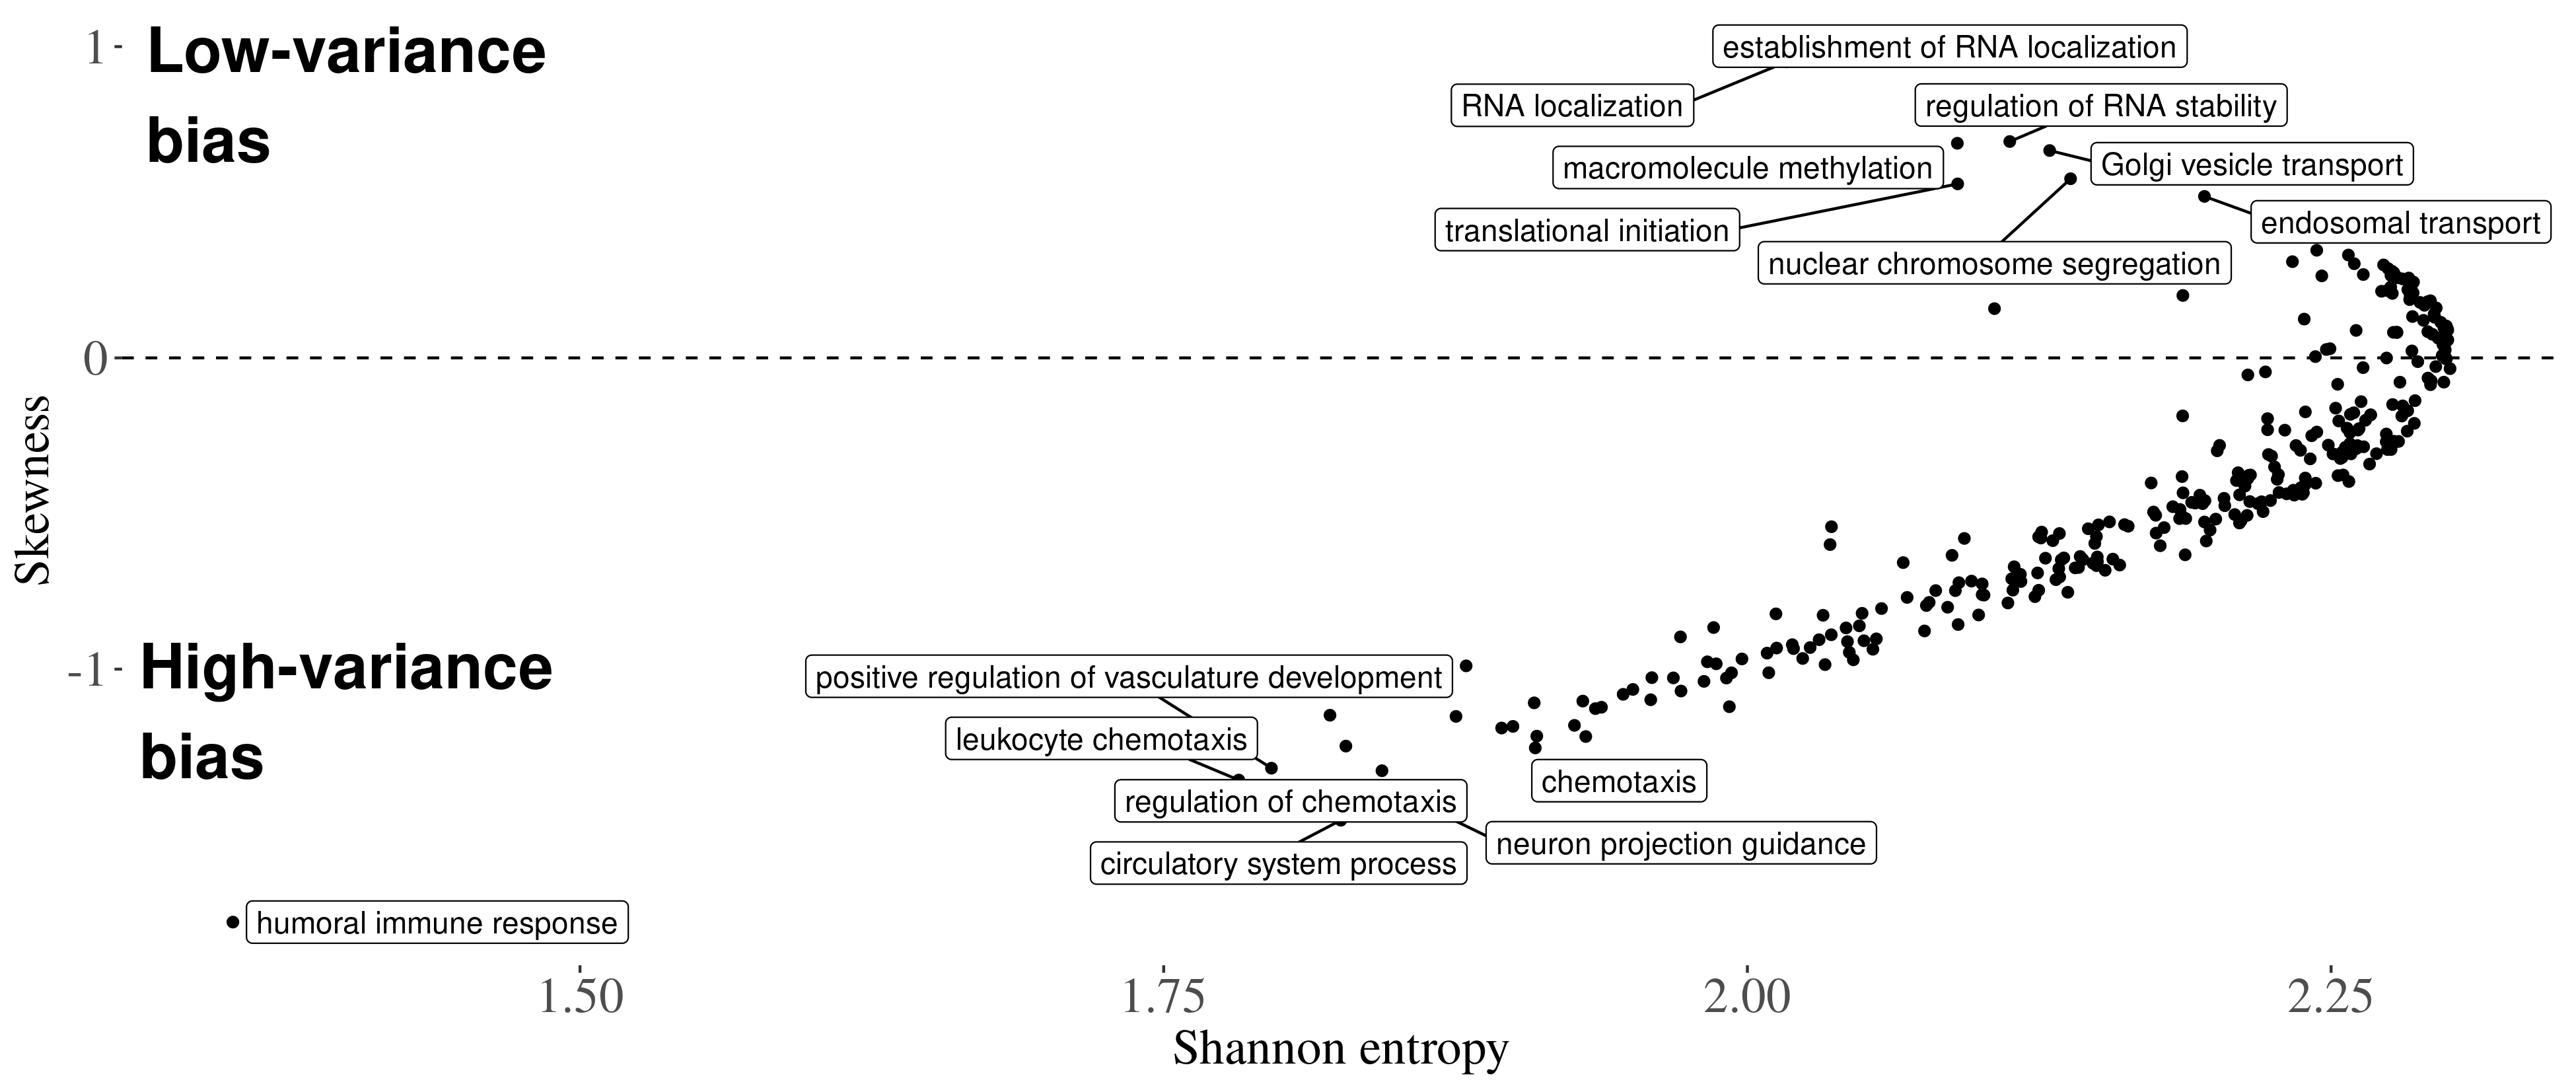 1
Low-variance
bias
establishment of RNA localization
RNA localization
regulation of RNA stability
macromolecule methylation
Golgi vesicle transport
translational initiation
endosomal transport
nuclear chromosome segregation
0
Skewness
-1
High-variance
bias
positive regulation of vasculature development
leukocyte chemotaxis
chemotaxis
regulation of chemotaxis
neuron projection guidance
circulatory system process
humoral immune response
1.50
1.75
2.00
2.25
Shannon entropy